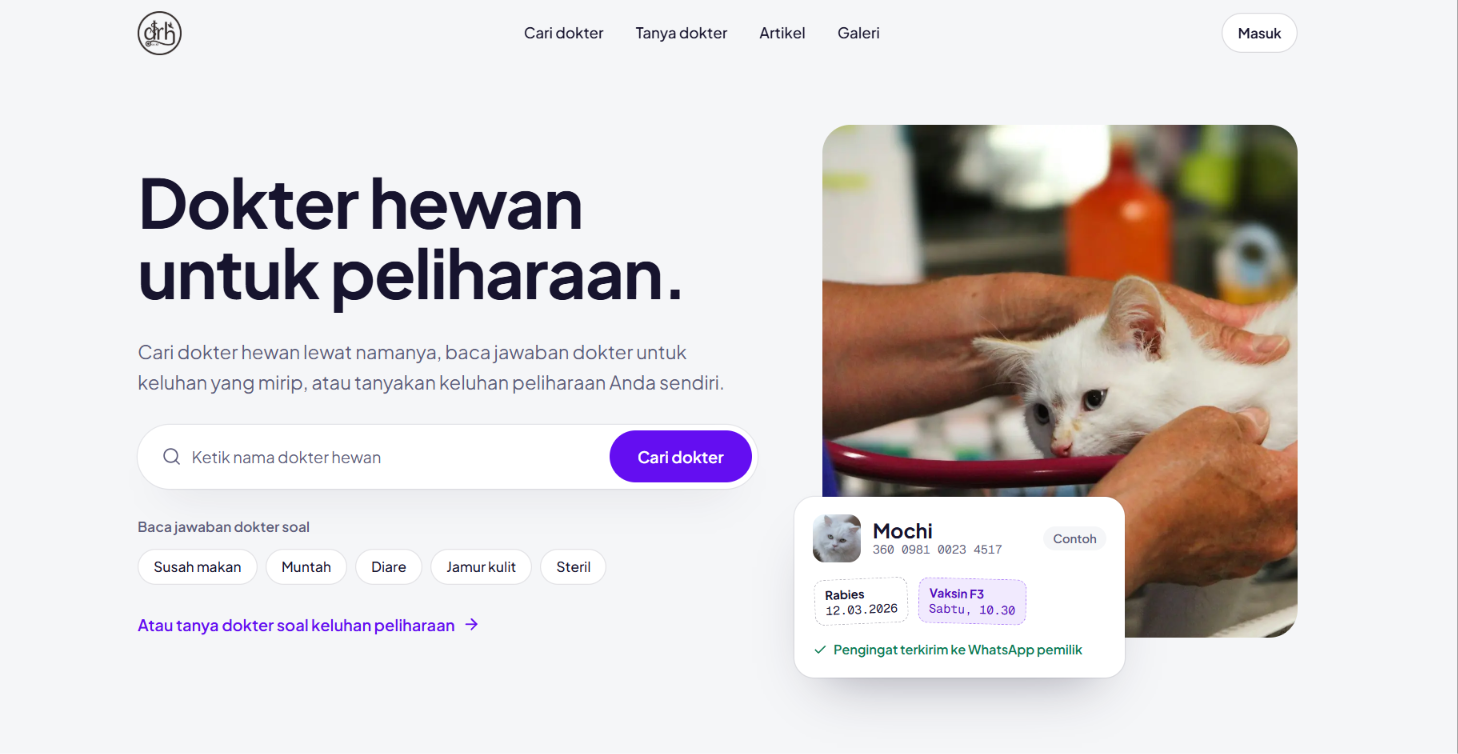 drh
Cari dokter
Tanya dokter
Artikel
Galeri
Masuk
Dokter hewan
untuk peliharaan.
Cari dokter hewan lewat namanya, baca jawaban dokter untuk
keluhan yang mirip, atau tanyakan keluhan peliharaan Anda sendiri.
Ketik nama dokter hewan
Cari dokter
Baca jawaban dokter soal
Susah makan
Muntah
Diare
Jamur kulit
Steril
Atau tanya dokter soal keluhan peliharaan
Mochi
360 0981 0023 4517
Contoh
Rabies
12.03.2026
Vaksin F3
Sabtu, 10.30
Pengingat terkirim ke WhatsApp pemilik